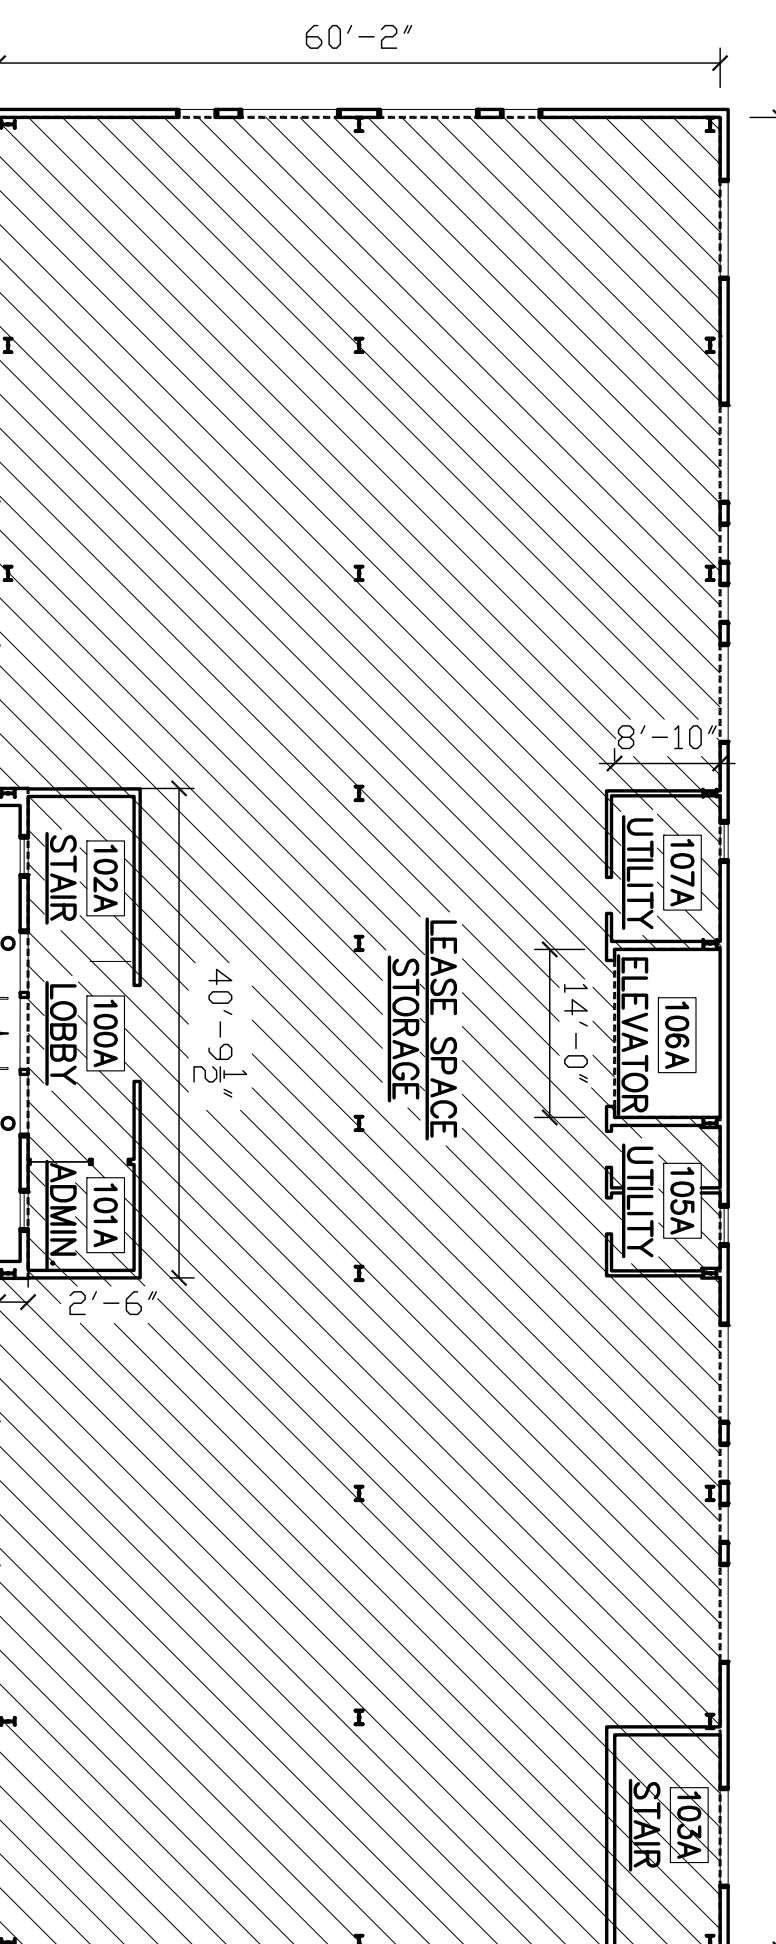 60'-2"
8'-10"
107A
UTILITY
102A
STAIR
LEASE SPACE
STORAGE
106A
ELEVATOR
14'-0"
40'-9 1/2"
100A
LOBBY
105A
UTILITY
101A
ADMIN.
2'-6"
103A
STAIR